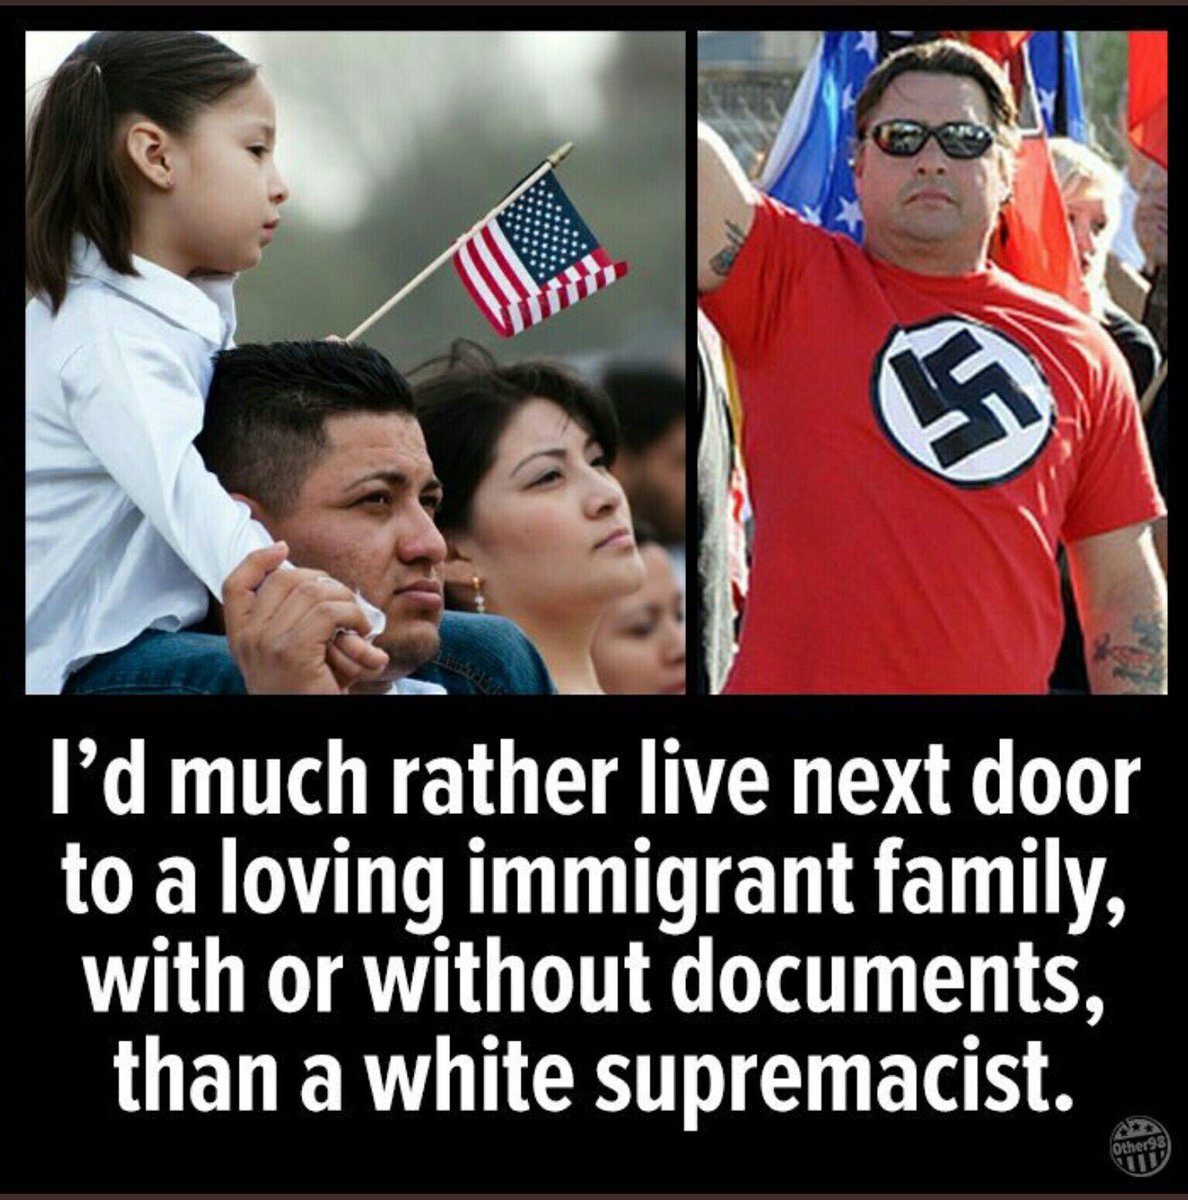 I'd much rather live next door
to a loving immigrant family,
with or without documents,
than a white supremacist.
Other98